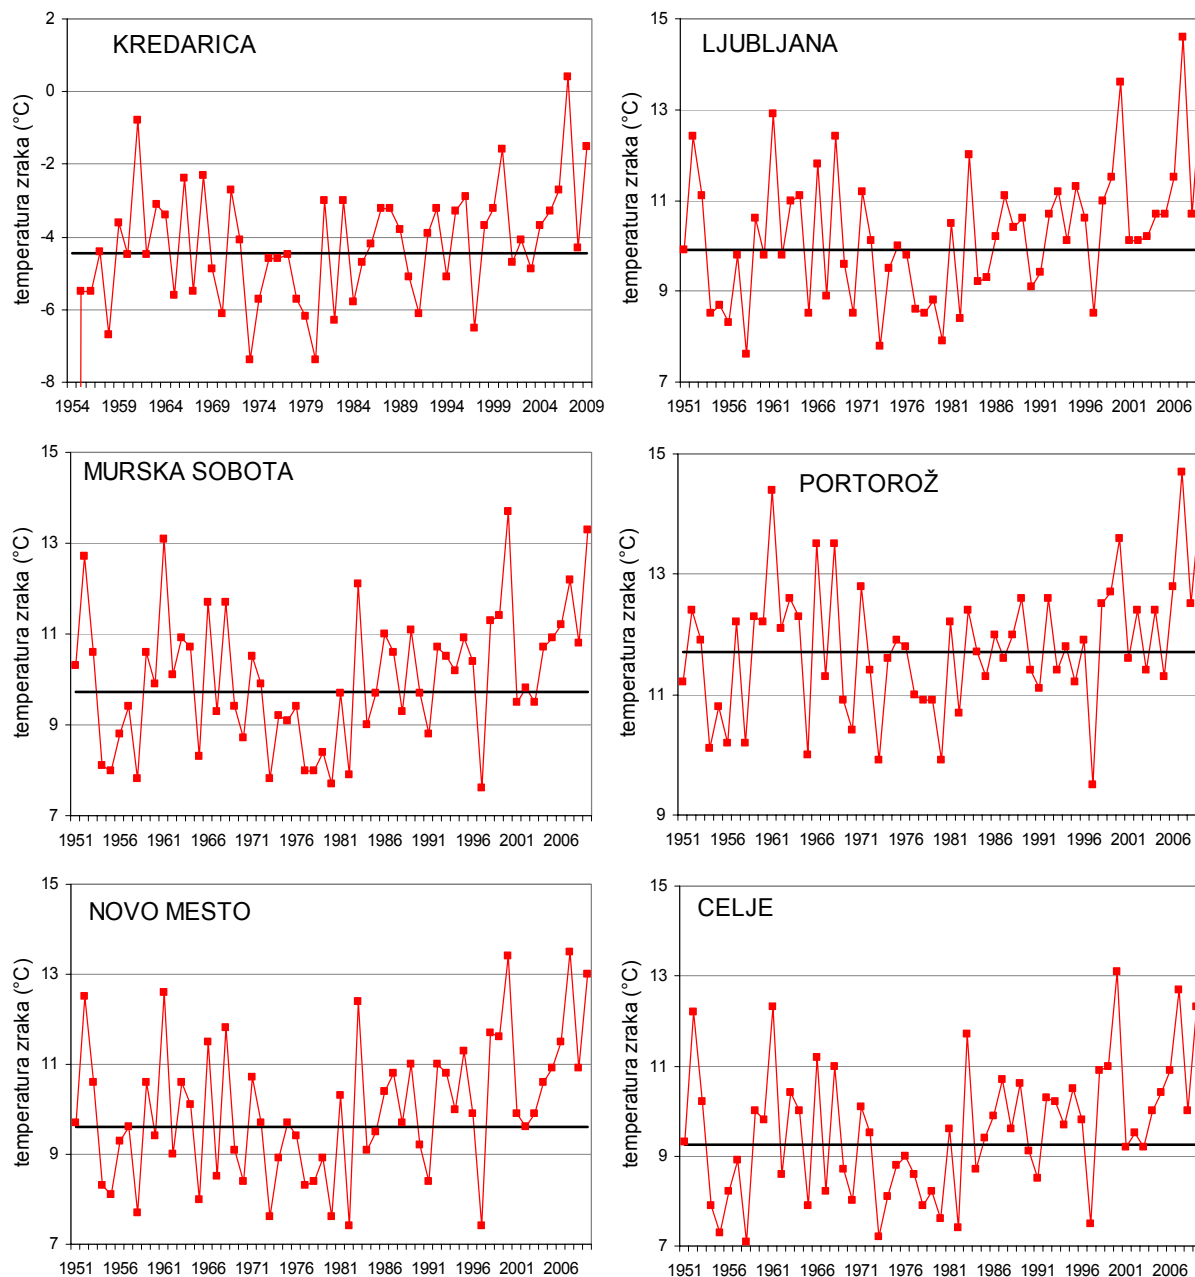 KREDARICA
temperatura zraka (°C)
2
0
-2
-4
-6
-8
1954 1959 1964 1969 1974 1979 1984 1989 1994 1999 2004 2009
LJUBLJANA
temperatura zraka (°C)
15
13
11
9
7
1951 1956 1961 1966 1971 1976 1981 1986 1991 1996 2001 2006
MURSKA SOBOTA
temperatura zraka (°C)
15
13
11
9
7
1951 1956 1961 1966 1971 1976 1981 1986 1991 1996 2001 2006
PORTOROŽ
temperatura zraka (°C)
15
13
11
9
1951 1956 1961 1966 1971 1976 1981 1986 1991 1996 2001 2006
NOVO MESTO
temperatura zraka (°C)
15
13
11
9
7
1951 1956 1961 1966 1971 1976 1981 1986 1991 1996 2001 2006
CELJE
temperatura zraka (°C)
15
13
11
9
7
1951 1956 1961 1966 1971 1976 1981 1986 1991 1996 2001 2006